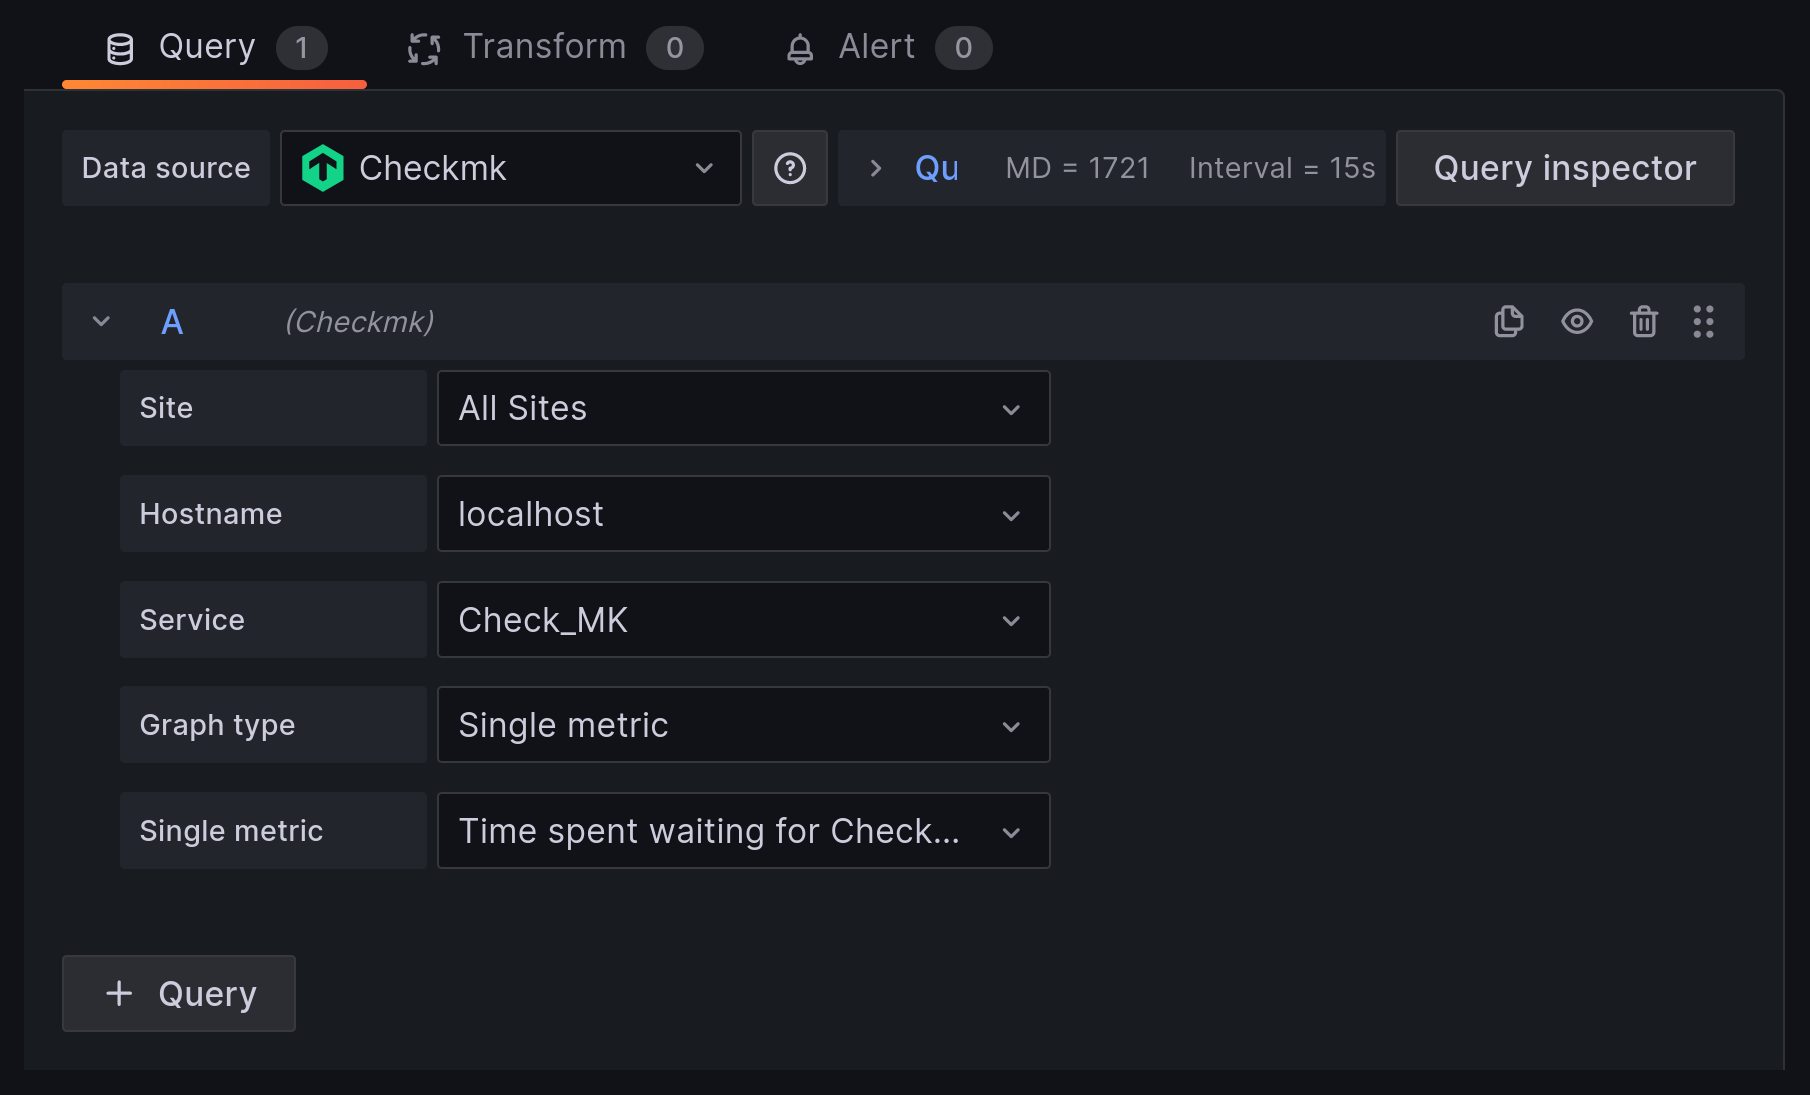 Query 1 Transform 0 Alert 0
Data source Checkmk Qu MD = 1721 Interval = 15s Query inspector
A (Checkmk)
Site All Sites
Hostname localhost
Service Check_MK
Graph type Single metric
Single metric Time spent waiting for Check...
+ Query